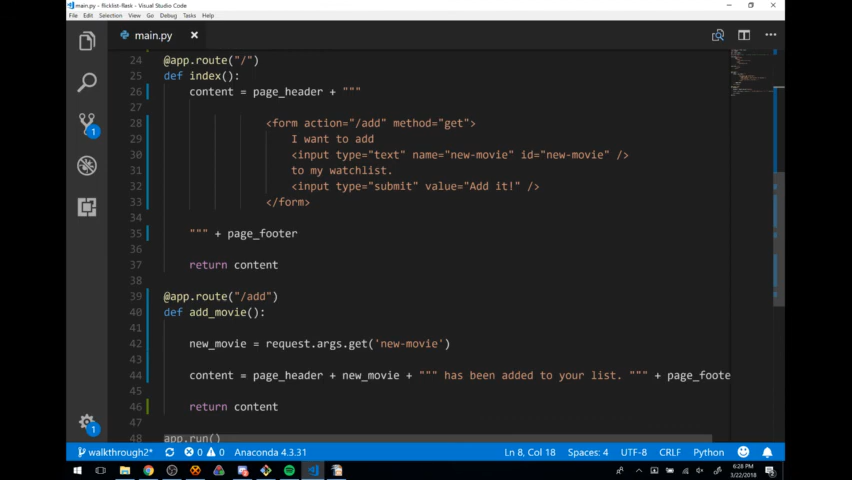 main.py - flicklist-flask - Visual Studio Code
File Edit Selection View Go Debug Tasks Help
main.py
24 @app.route("/")
25 def index():
26 content = page_header + """
27
28 <form action="/add" method="get">
29 I want to add
30 <input type="text" name="new-movie" id="new-movie" />
31 to my watchlist.
32 <input type="submit" value="Add it!" />
33 </form>
34
35 """ + page_footer
36
37 return content
38
39 @app.route("/add")
40 def add_movie():
41
42 new_movie = request.args.get('new-movie')
43
44 content = page_header + new_movie + """ has been added to your list. """ + page_foote
45
46 return content
47
48 app.run()
1
1
walkthrough2* 0 0 Anaconda 4.3.31 Ln 8, Col 18 Spaces: 4 UTF-8 CRLF Python
6:28 PM
3/22/2018